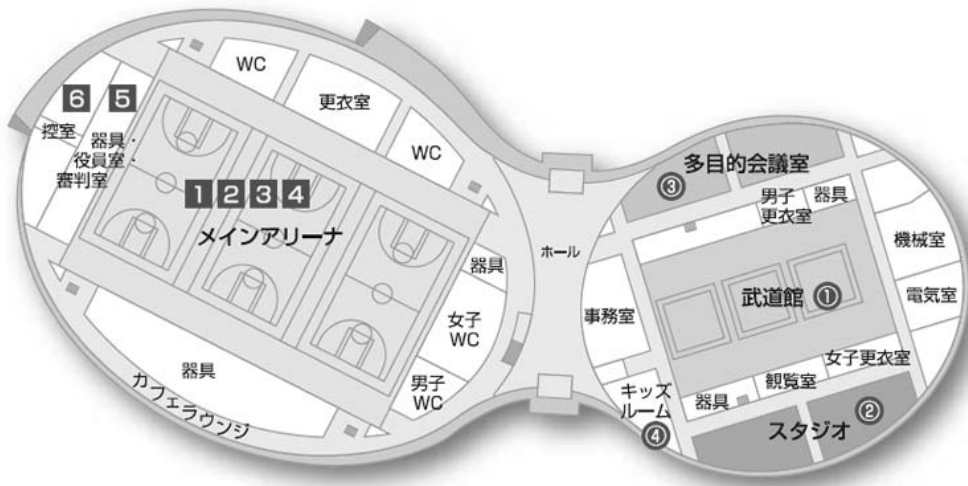 WC
更衣室
WC
6
5
控室
器具・
役員室・
審判室
1 2 3 4
メインアリーナ
器具
女子
WC
男子
WC
器具
カフェラウンジ
ホール
多目的会議室
③
男子
更衣室
器具
機械室
電気室
武道館 ①
事務室
女子更衣室
観覧室
器具
キッズ
ルーム
④
スタジオ ②